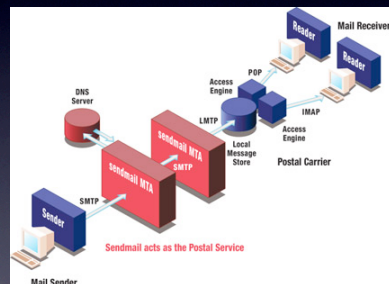 Mail Receiver
Reader
Reader
POP
Access
Engine
IMAP
Access
Engine
DNS
Server
LMTP
Local
Message
Store
Postal Carrier
sendmail MTA
SMTP
sendmail MTA
Sender
SMTP
Sendmail acts as the Postal Service
Mail Sender